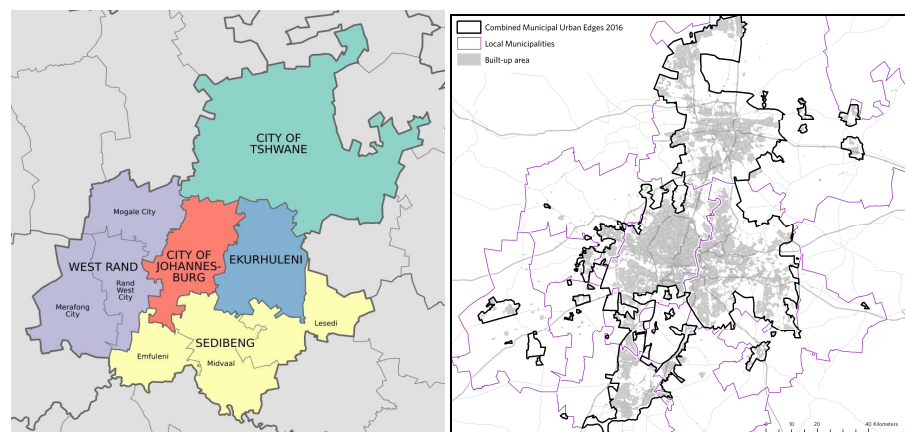 CITY OF
TSHWANE
Mogale City
WEST RAND
Rand
West
City
Merafong
City
CITY OF
JOHANNES-
BURG
EKURHULENI
Lesedi
SEDIBENG
Emfuleni
Midvaal
Combined Municipal Urban Edges 2016
Local Municipalities
Built-up area
0 10 20 40 Kilometers